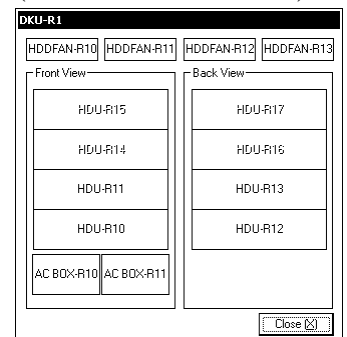 DKU-R1
HDDFAN-R10 HDDFAN-R11 HDDFAN-R12 HDDFAN-R13
Front View
HDU-R15
HDU-R14
HDU-R11
HDU-R10
AC BOX-R10 AC BOX-R11
Back View
HDU-R17
HDU-R16
HDU-R13
HDU-R12
Close (X)